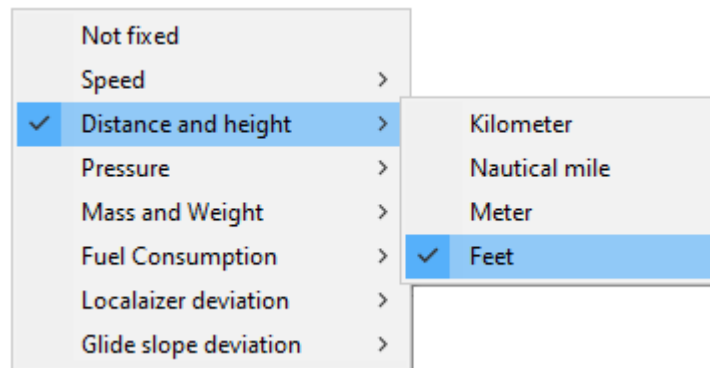 Not fixed
Speed
Distance and height
Pressure
Mass and Weight
Fuel Consumption
Localaizer deviation
Glide slope deviation
Kilometer
Nautical mile
Meter
Feet